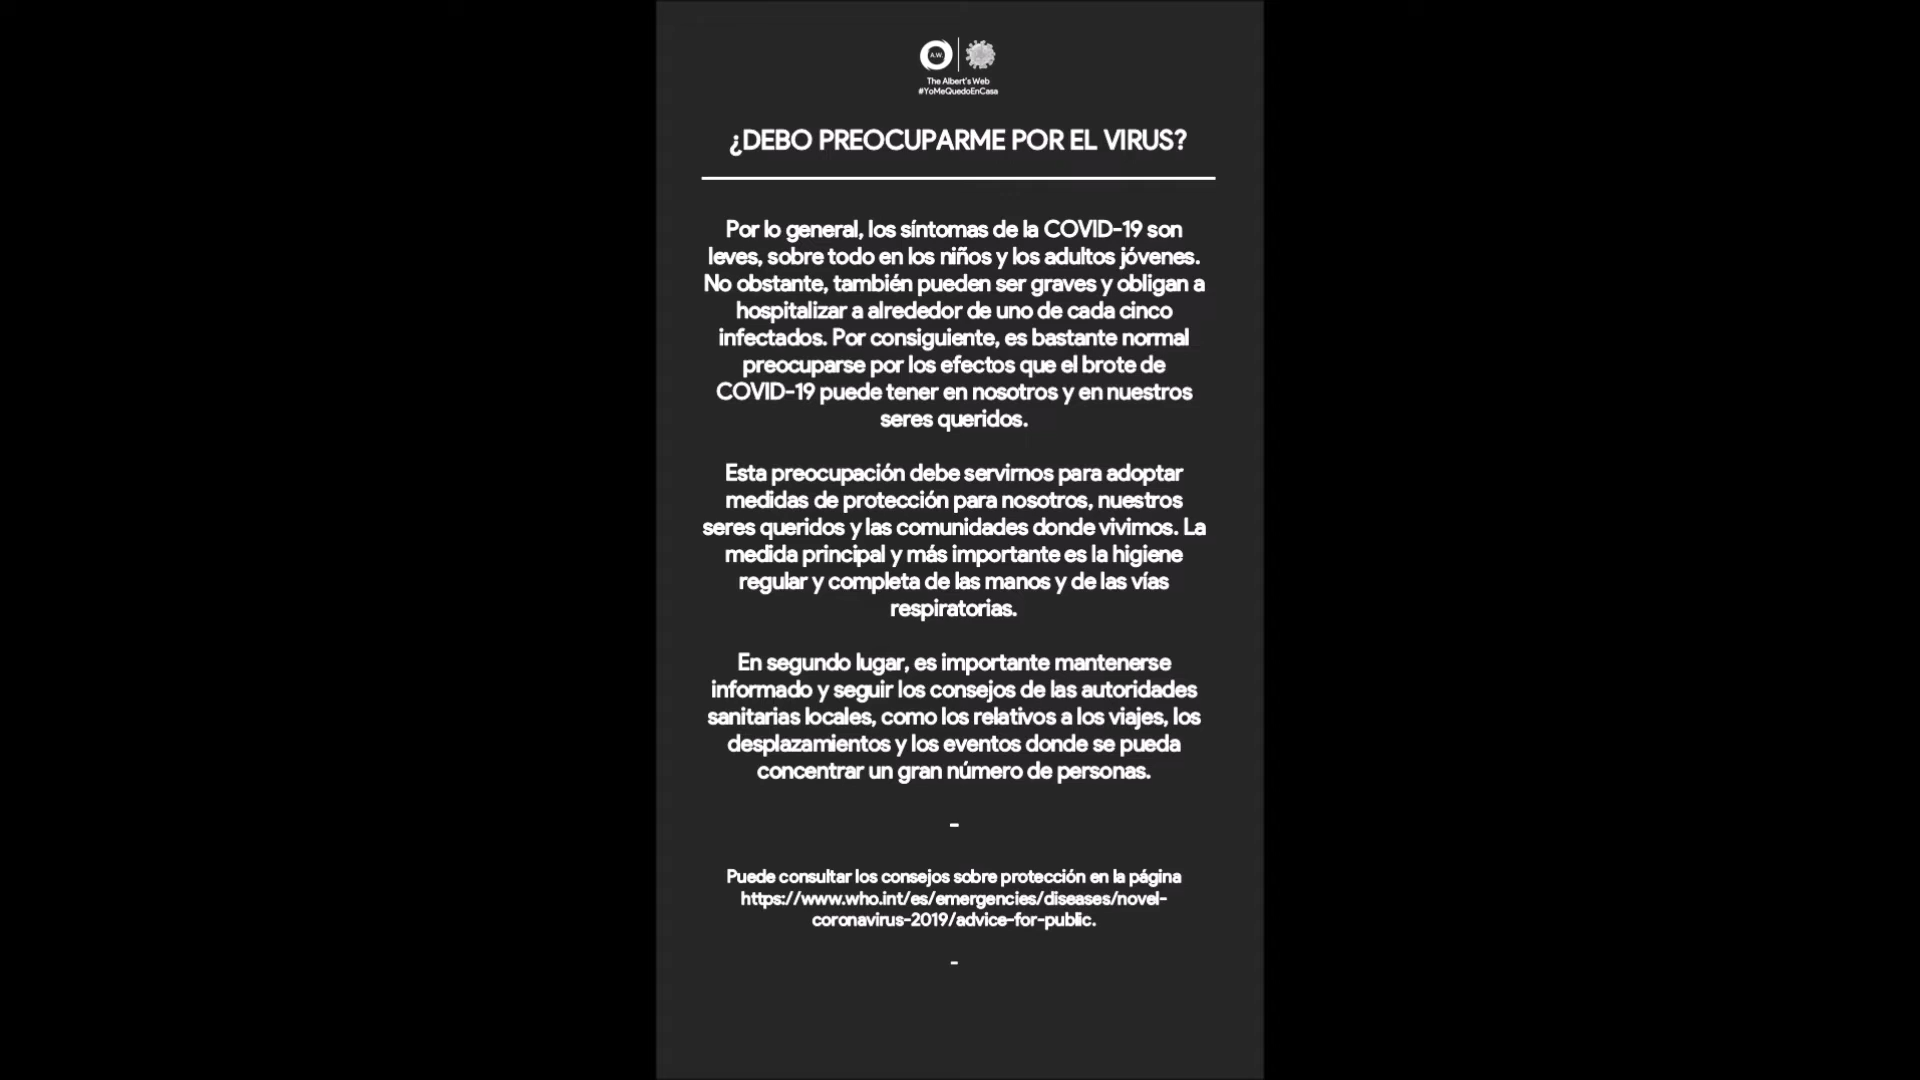 A.W.
The Albert's Web
#YoMeQuedoEnCasa
¿DEBO PREOCUPARME POR EL VIRUS?
Por lo general, los síntomas de la COVID-19 son
leves, sobre todo en los niños y los adultos jóvenes.
No obstante, también pueden ser graves y obligan a
hospitalizar a alrededor de uno de cada cinco
infectados. Por consiguiente, es bastante normal
preocuparse por los efectos que el brote de
COVID-19 puede tener en nosotros y en nuestros
seres queridos.
Esta preocupación debe servirnos para adoptar
medidas de protección para nosotros, nuestros
seres queridos y las comunidades donde vivimos. La
medida principal y más importante es la higiene
regular y completa de las manos y de las vías
respiratorias.
En segundo lugar, es importante mantenerse
informado y seguir los consejos de las autoridades
sanitarias locales, como los relativos a los viajes, los
desplazamientos y los eventos donde se pueda
concentrar un gran número de personas.
-
Puede consultar los consejos sobre protección en la página
https://www.who.int/es/emergencies/diseases/novel-
coronavirus-2019/advice-for-public.
-